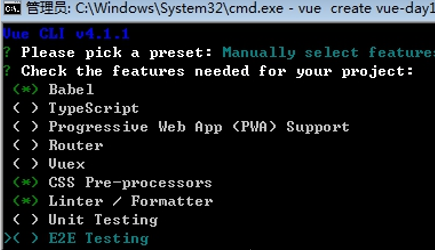 管理员: C:\Windows\System32\cmd.exe - vue  create vue-day1
Vue CLI v4.1.1
? Please pick a preset: Manually select features
? Check the features needed for your project:
(*) Babel
( ) TypeScript
( ) Progressive Web App (PWA) Support
( ) Router
( ) Vuex
(*) CSS Pre-processors
(*) Linter / Formatter
( ) Unit Testing
>( ) E2E Testing